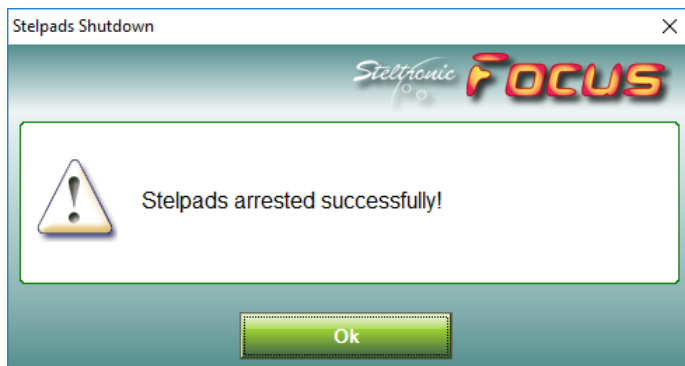 Stelpads Shutdown
Steltronic Focus
Stelpads arrested successfully!
Ok